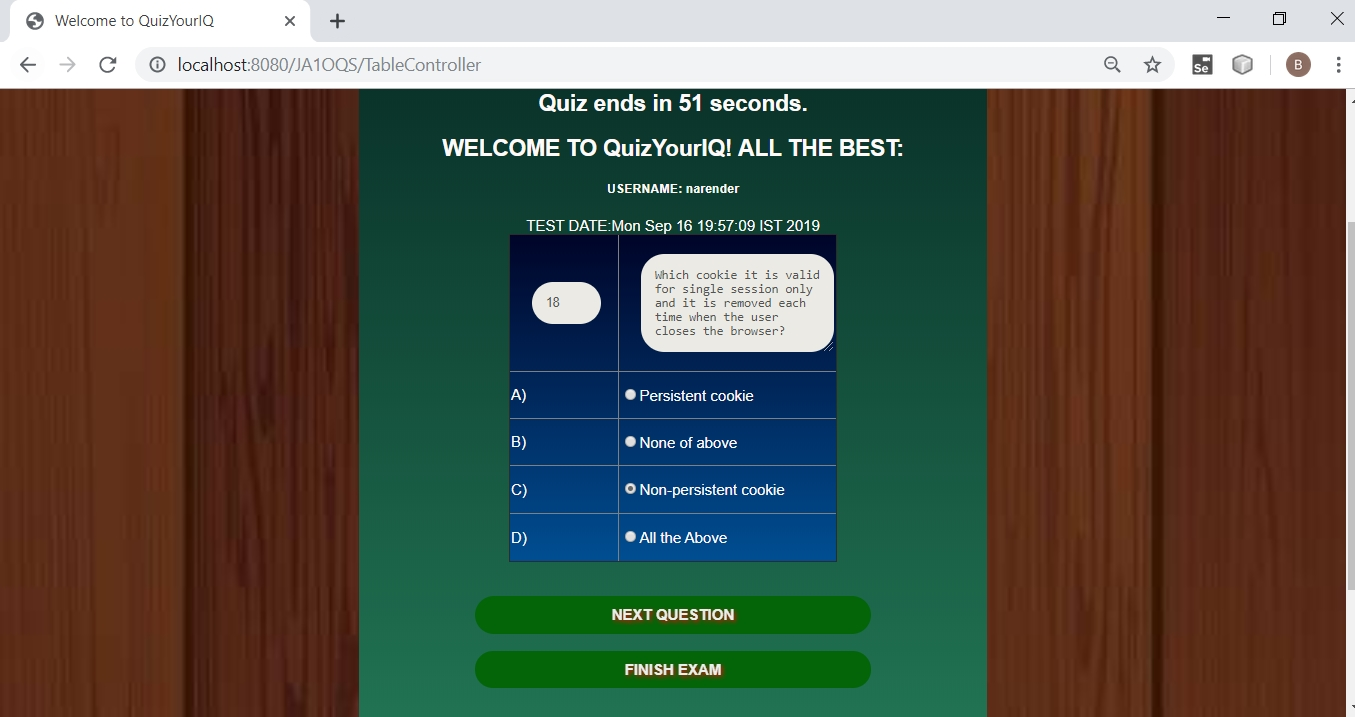 Welcome to QuizYourIQ
localhost:8080/JA1OQS/TableController
Se
B
Quiz ends in 51 seconds.
WELCOME TO QuizYourIQ! ALL THE BEST:
USERNAME: narender
TEST DATE:Mon Sep 16 19:57:09 IST 2019
18
Which cookie it is valid
for single session only
and it is removed each
time when the user
closes the browser?
A) Persistent cookie
B) None of above
C) Non-persistent cookie
D) All the Above
NEXT QUESTION
FINISH EXAM